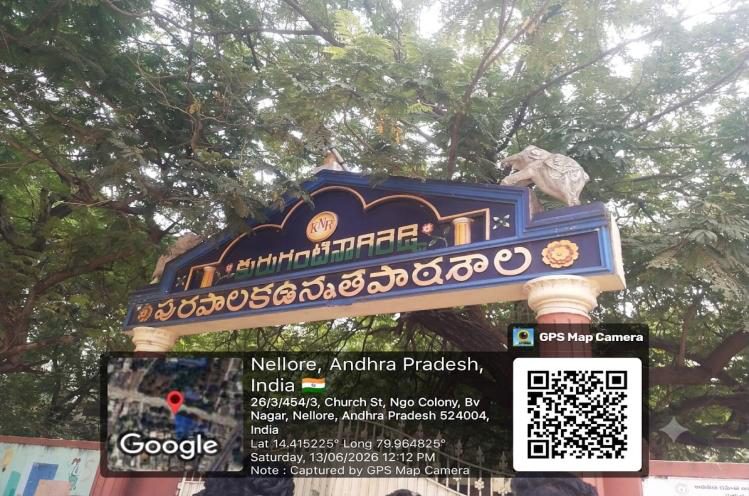 KNR
కురుగంటి నాగిరెడ్డి
పురపాలక ఉన్నత పాఠశాల
GPS Map Camera
Nellore, Andhra Pradesh,
India
26/3/454/3, Church St, Ngo Colony, Bv
Nagar, Nellore, Andhra Pradesh 524004,
India
Lat 14.415225° Long 79.964825°
Saturday, 13/06/2026 12:12 PM
Note : Captured by GPS Map Camera
Google